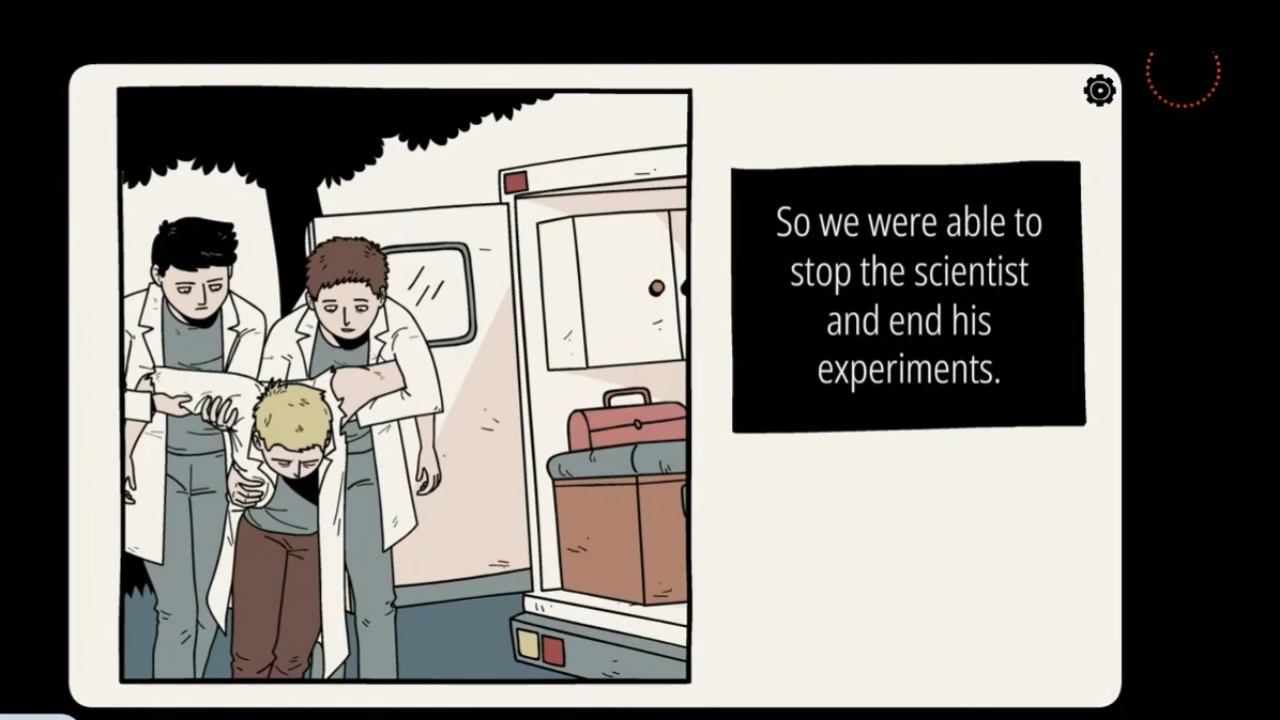 So we were able to
stop the scientist
and end his
experiments.